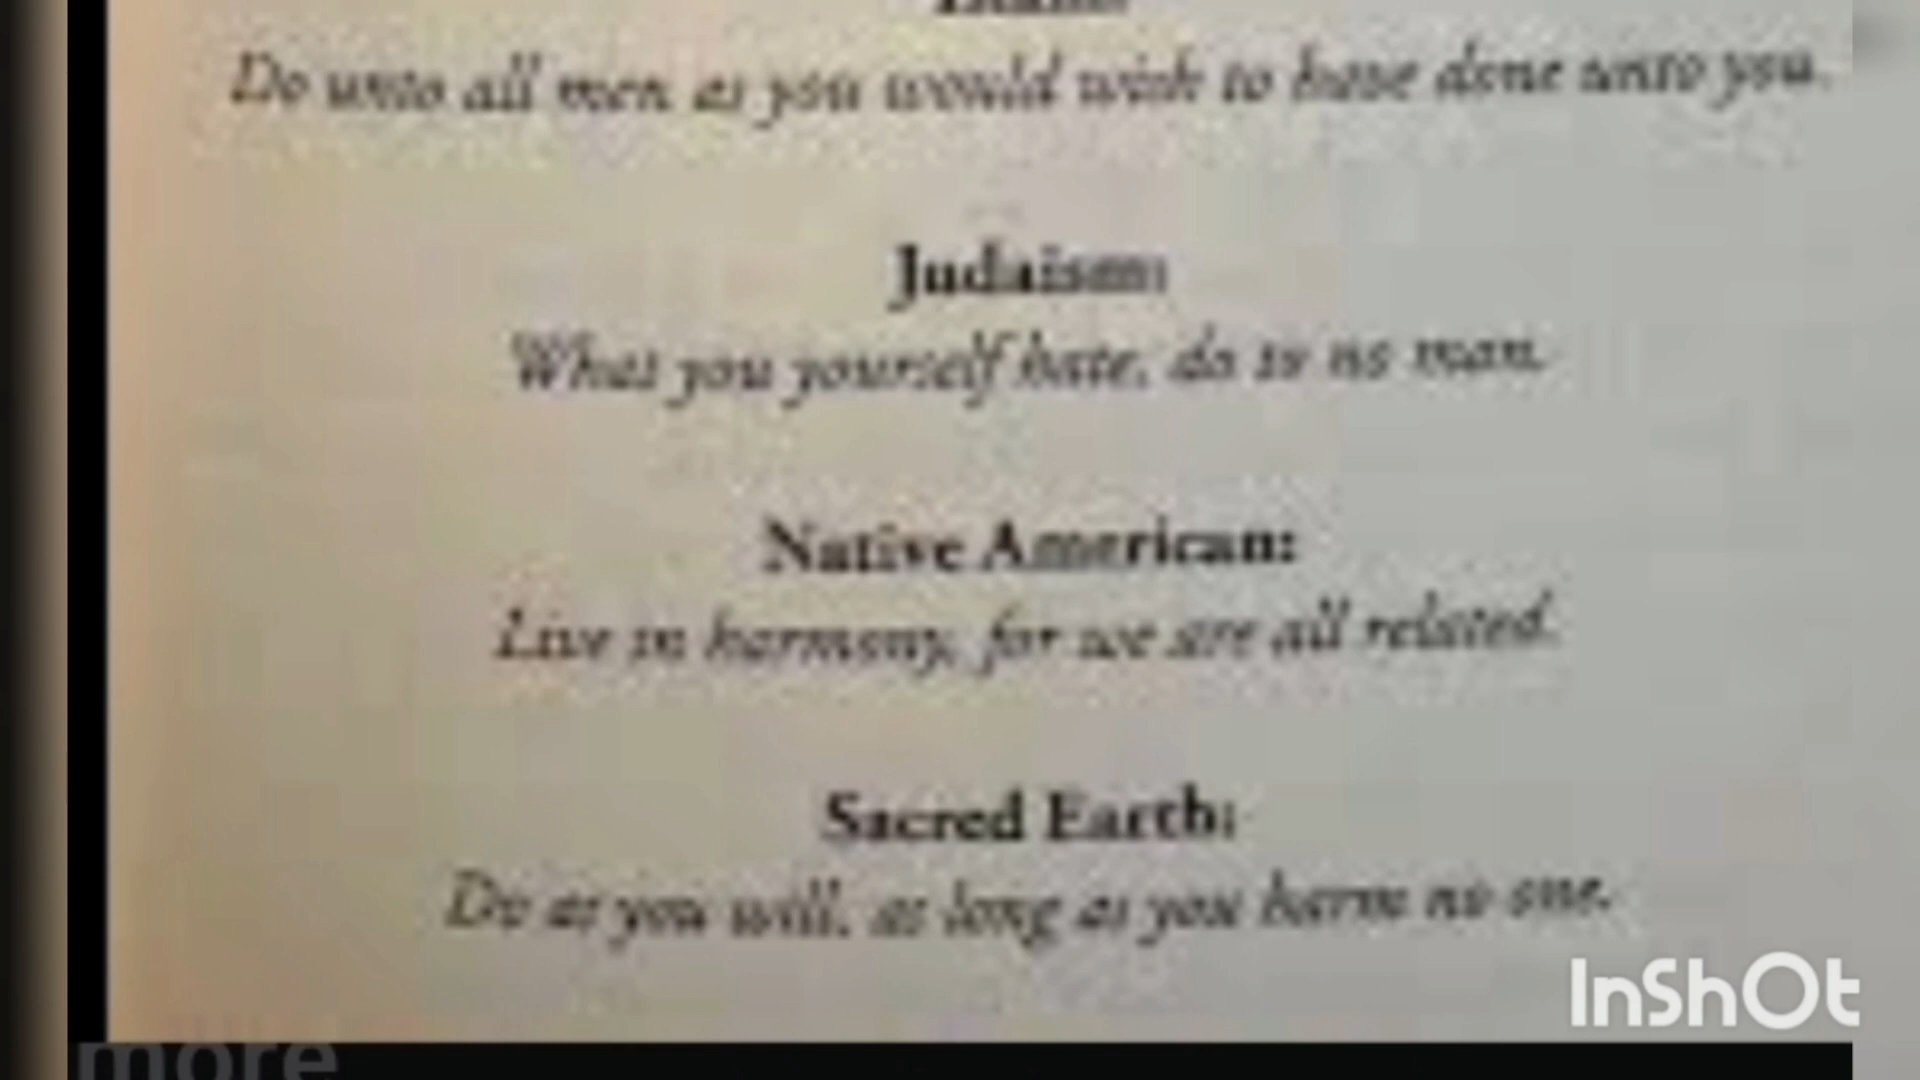 Do unto all men as you would wish to have done unto you.
Judaism:
What you yourself hate, do to no man.
Native American:
Live in harmony, for we are all related.
Sacred Earth:
Do as you will, as long as you harm no one.
InShOt
more